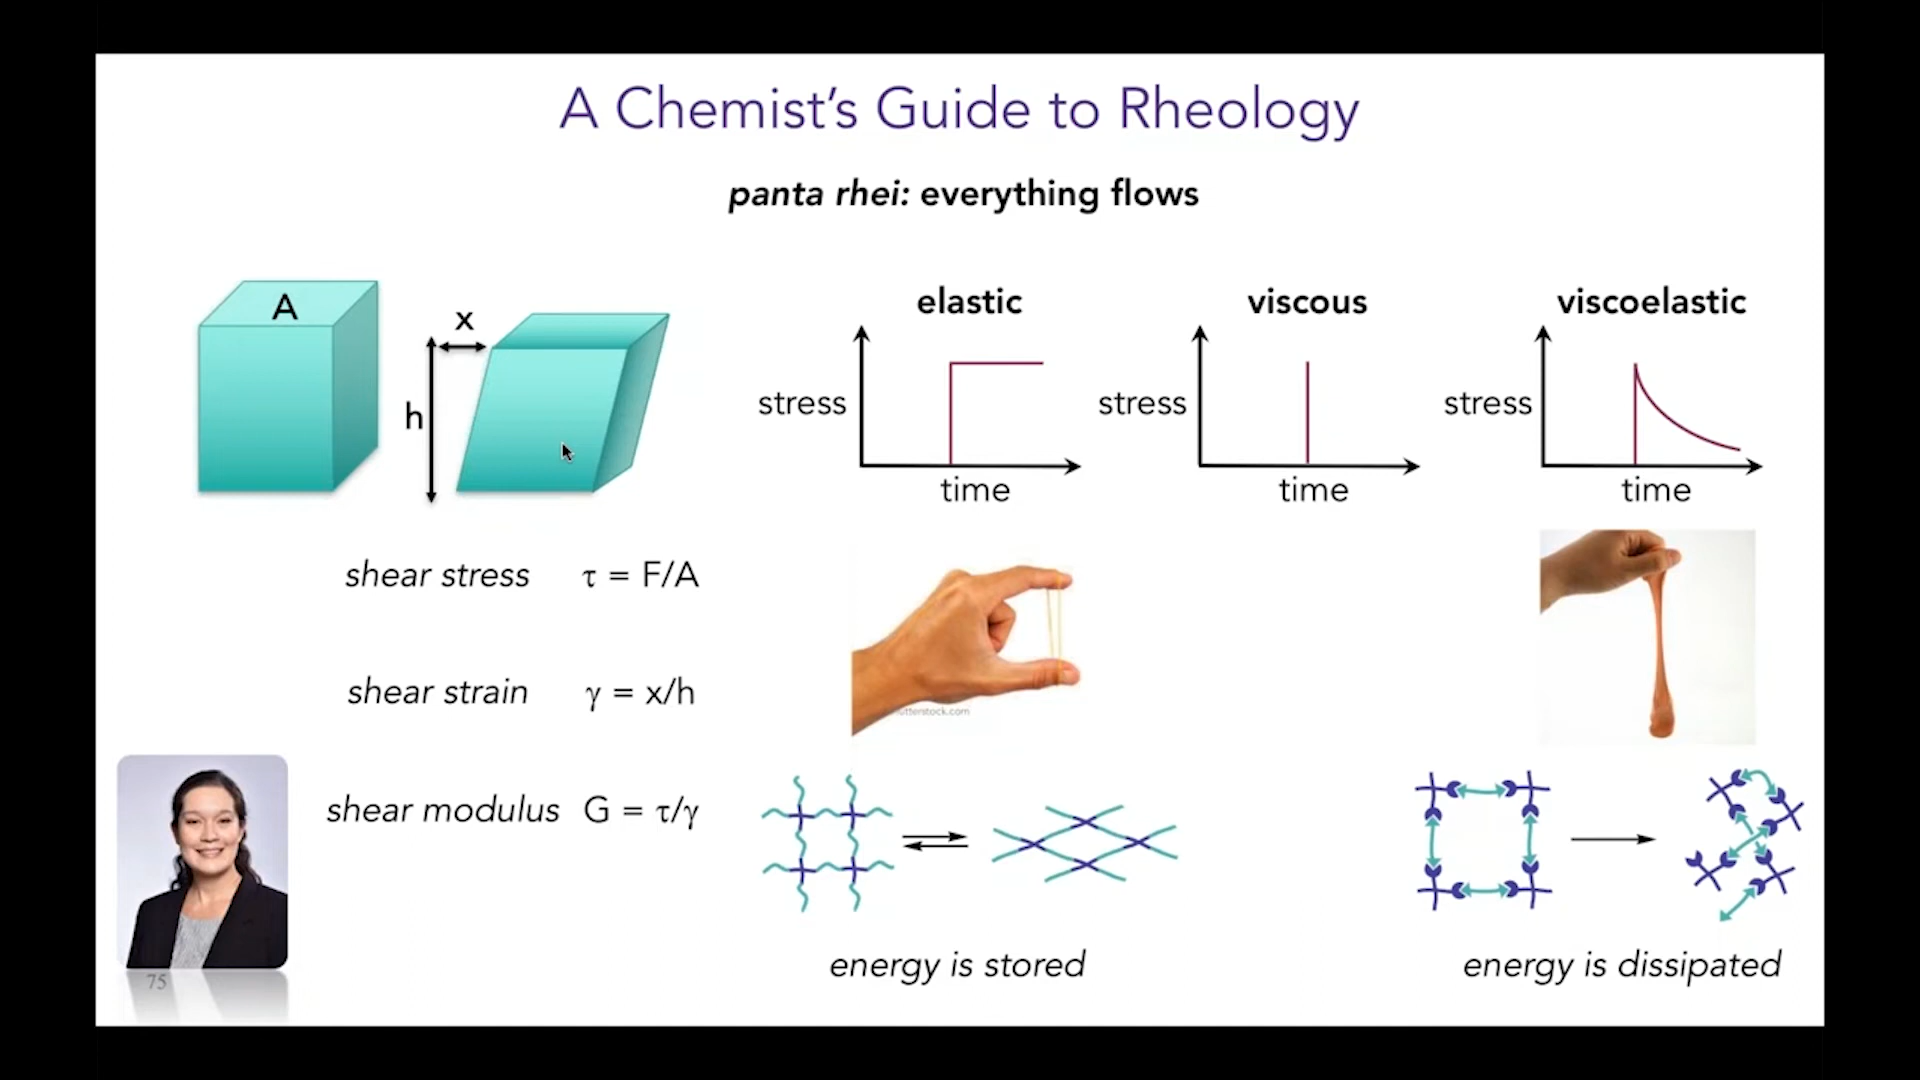 A Chemist's Guide to Rheology
panta rhei: everything flows
A
x
h
elastic
viscous
viscoelastic
stress
stress
stress
time
time
time
shear stress τ = F/A
shear strain γ = x/h
shear modulus G = τ/γ
energy is stored
energy is dissipated
75